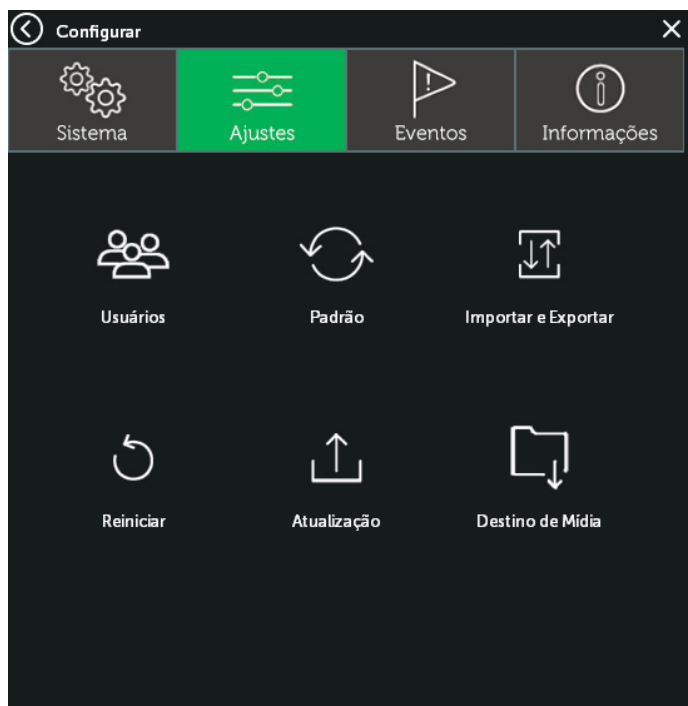 Configurar
Sistema
Ajustes
Eventos
Informações
Usuários
Padrão
Importar e Exportar
Reiniciar
Atualização
Destino de Mídia